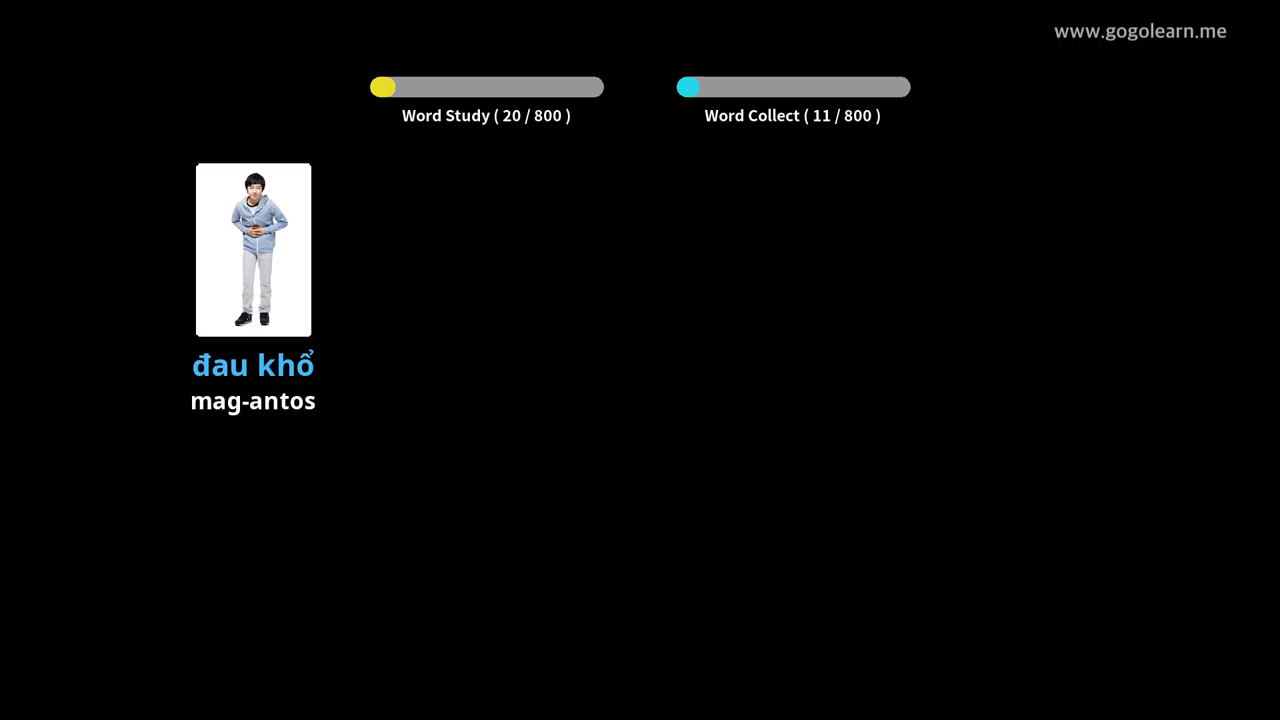 www.gogolearn.me
Word Study ( 20 / 800 )
Word Collect ( 11 / 800 )
đau khổ
mag-antos